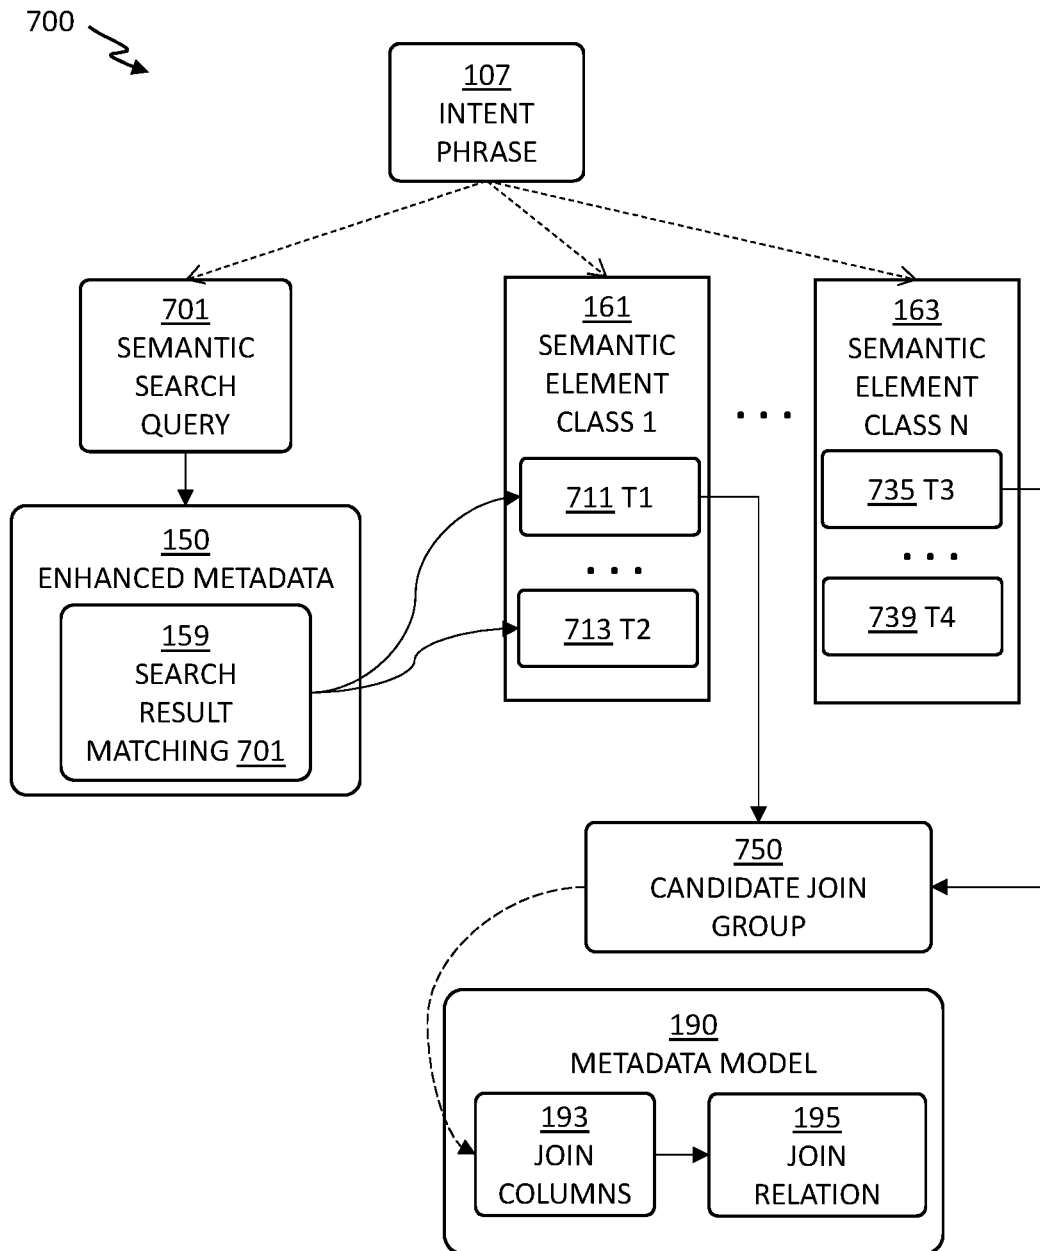 700
107
INTENT
PHRASE
701
SEMANTIC
SEARCH
QUERY
161
SEMANTIC
ELEMENT
CLASS 1
. . .
163
SEMANTIC
ELEMENT
CLASS N
711 T1
. . .
713 T2
735 T3
. . .
739 T4
150
ENHANCED METADATA
159
SEARCH
RESULT
MATCHING 701
750
CANDIDATE JOIN
GROUP
190
METADATA MODEL
193
JOIN
COLUMNS
195
JOIN
RELATION